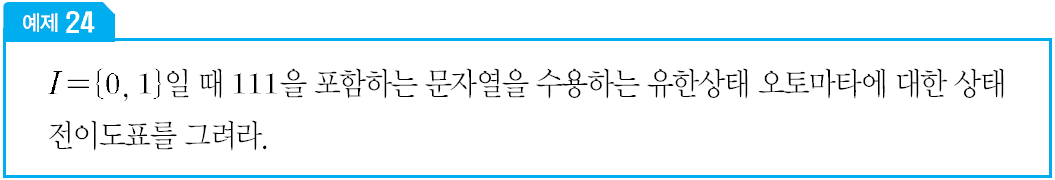 예제 24
I={0, 1}일 때 111을 포함하는 문자열을 수용하는 유한상태 오토마타에 대한 상태
전이도표를 그려라.